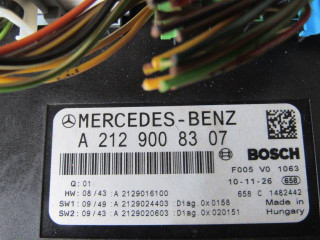 MERCEDES-BENZ
A 212 900 83 07
BOSCH
F005 V0 1063
Q: 01
10-11-26 658
HW: 08/43 :A 2129016100
658 C 1482442
SW1: 09/49 :A 2129024403 :Diag.0x0158
Made in
SW2: 09/43 :A 2129020603 :Diag.0x020151
Hungary